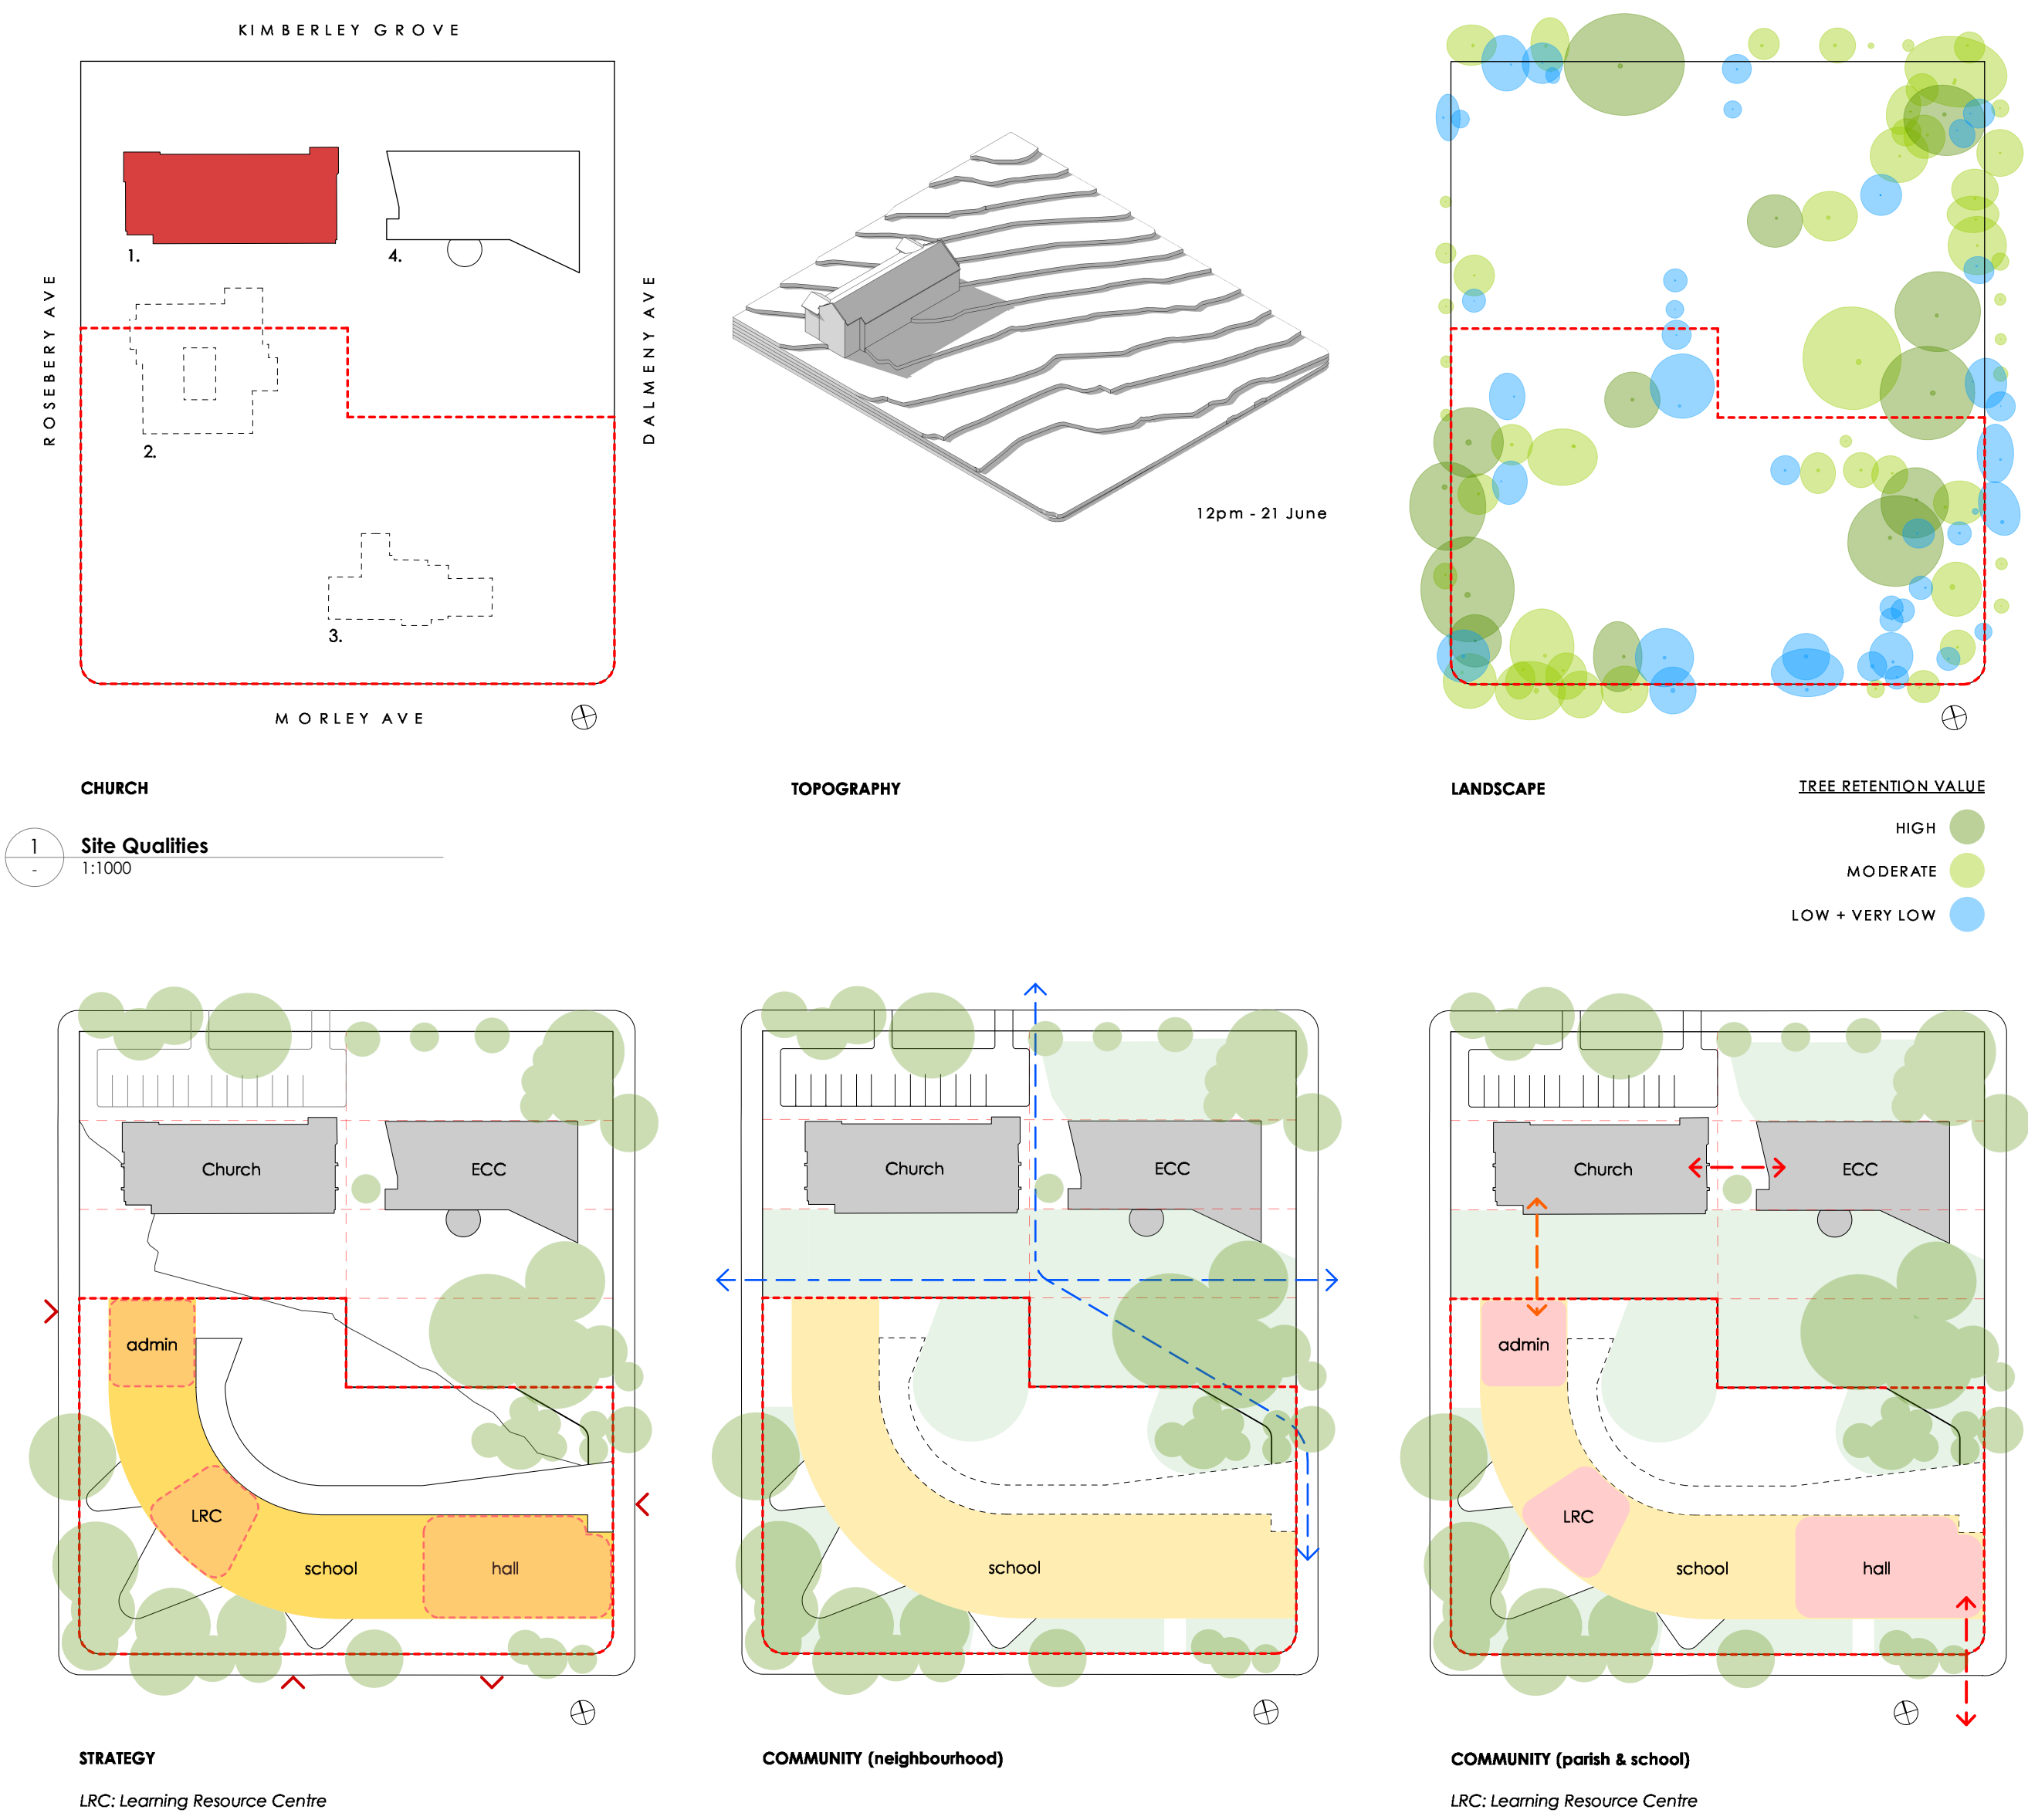 KIMBERLEY GROVE
1.
4.
ROSEBERY AVE
DALMENY AVE
2.
3.
MORLEY AVE
12pm - 21 June
CHURCH
TOPOGRAPHY
LANDSCAPE
TREE RETENTION VALUE
HIGH
MODERATE
LOW + VERY LOW
1
-
Site Qualities
1:1000
Church
ECC
admin
LRC
school
hall
STRATEGY
LRC: Learning Resource Centre
Church
ECC
school
COMMUNITY (neighbourhood)
Church
ECC
admin
LRC
school
hall
COMMUNITY (parish & school)
LRC: Learning Resource Centre